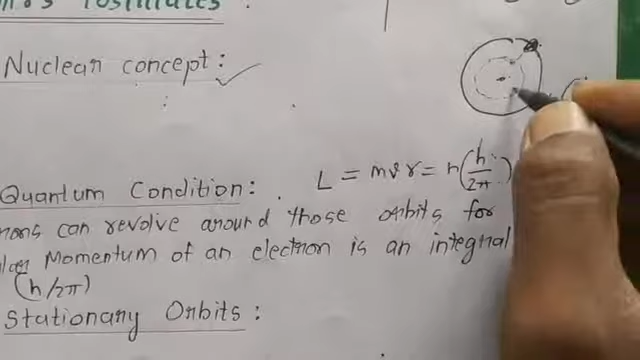 Postulates :
Nuclear concept :
Quantum Condition : L = mvr = n(h/2π)
can revolve around those orbits for
Momentum of an electron is an integral
(h/2π)
Stationary Orbits :